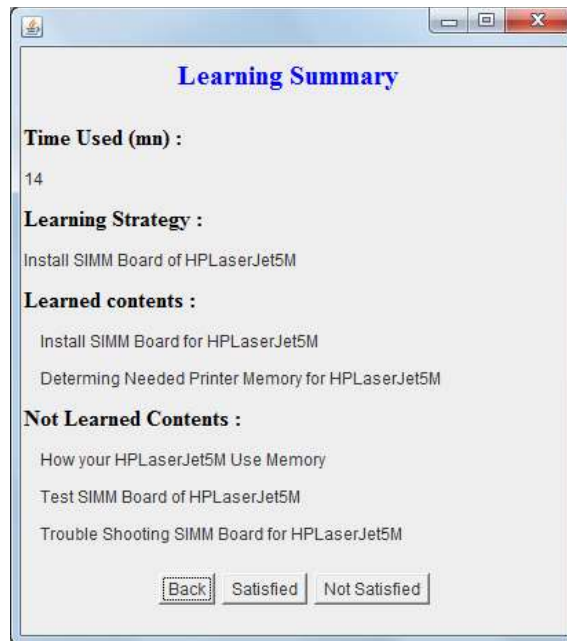 Learning Summary
Time Used (mn) :
14
Learning Strategy :
Install SIMM Board of HPLaserJet5M
Learned contents :
Install SIMM Board for HPLaserJet5M
Determing Needed Printer Memory for HPLaserJet5M
Not Learned Contents :
How your HPLaserJet5M Use Memory
Test SIMM Board of HPLaserJet5M
Trouble Shooting SIMM Board for HPLaserJet5M
Back Satisfied Not Satisfied